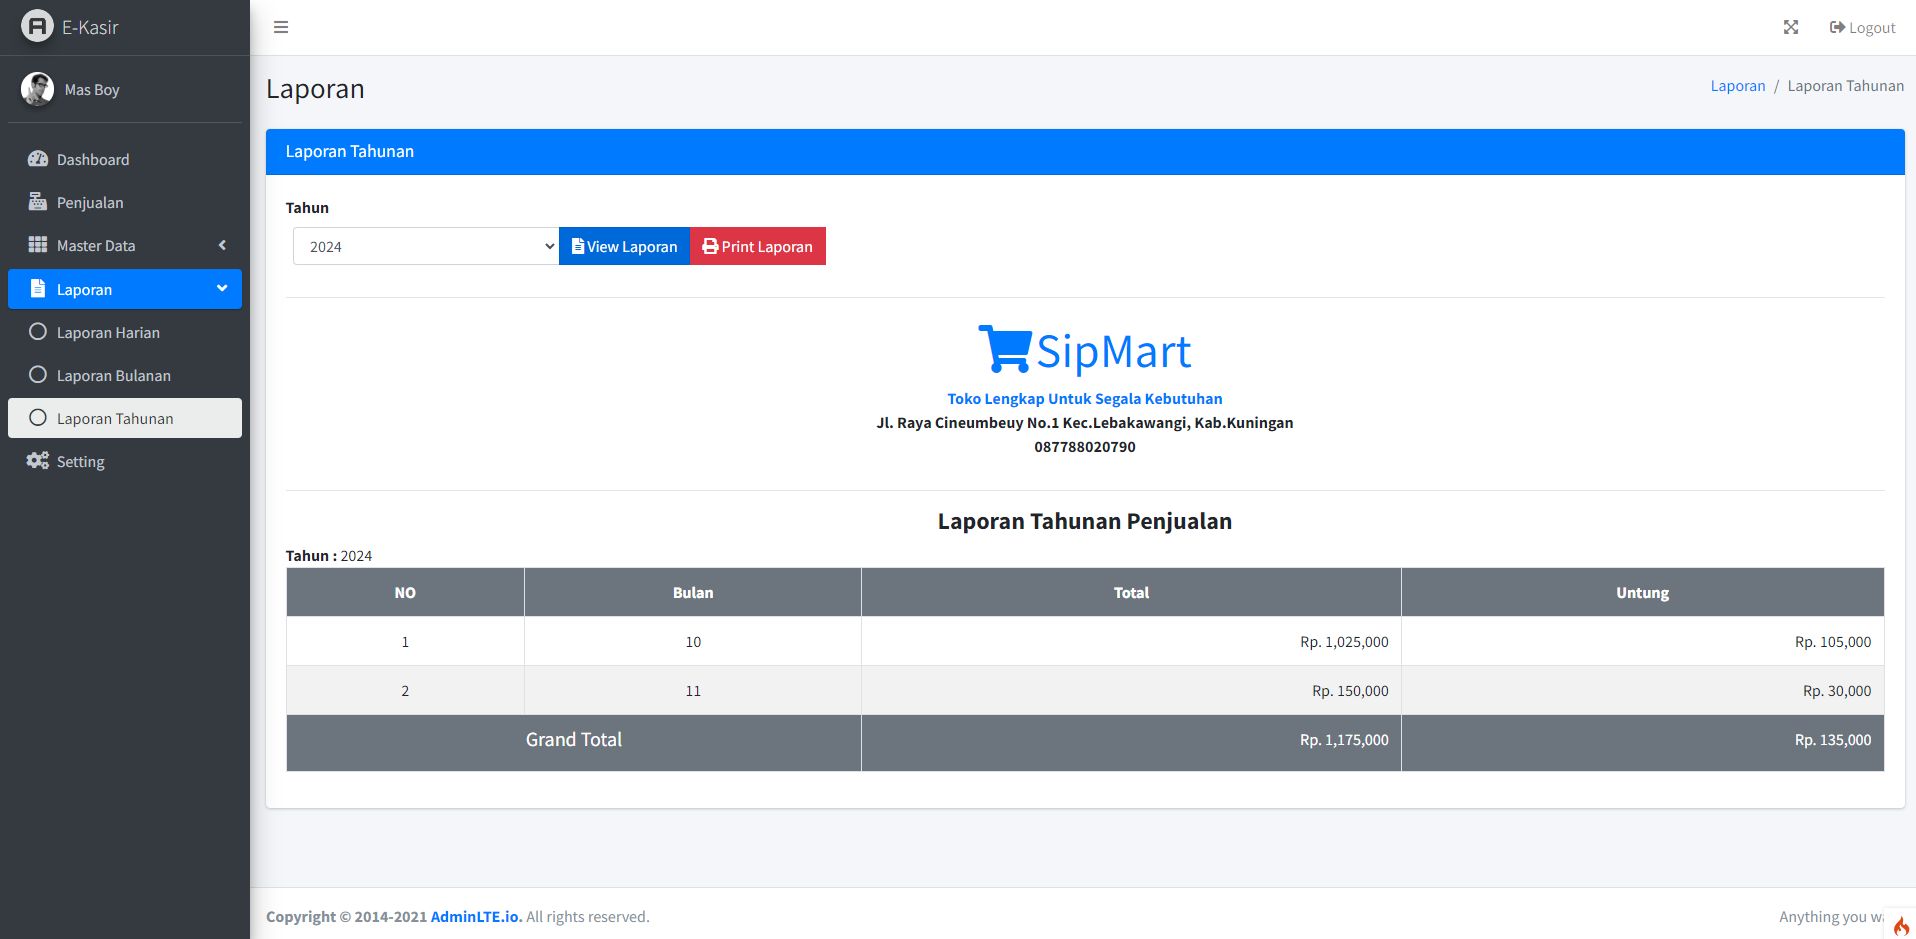 E-Kasir
Logout
Mas Boy
Laporan
Laporan / Laporan Tahunan
Dashboard
Penjualan
Master Data
Laporan
Laporan Harian
Laporan Bulanan
Laporan Tahunan
Setting
Laporan Tahunan
Tahun
2024 View Laporan Print Laporan
SipMart
Toko Lengkap Untuk Segala Kebutuhan
Jl. Raya Cineumbeuy No.1 Kec.Lebakawangi, Kab.Kuningan
087788020790
Laporan Tahunan Penjualan
Tahun : 2024
NO Bulan Total Untung
1 10 Rp. 1,025,000 Rp. 105,000
2 11 Rp. 150,000 Rp. 30,000
Grand Total Rp. 1,175,000 Rp. 135,000
Copyright © 2014-2021 AdminLTE.io. All rights reserved.
Anything you